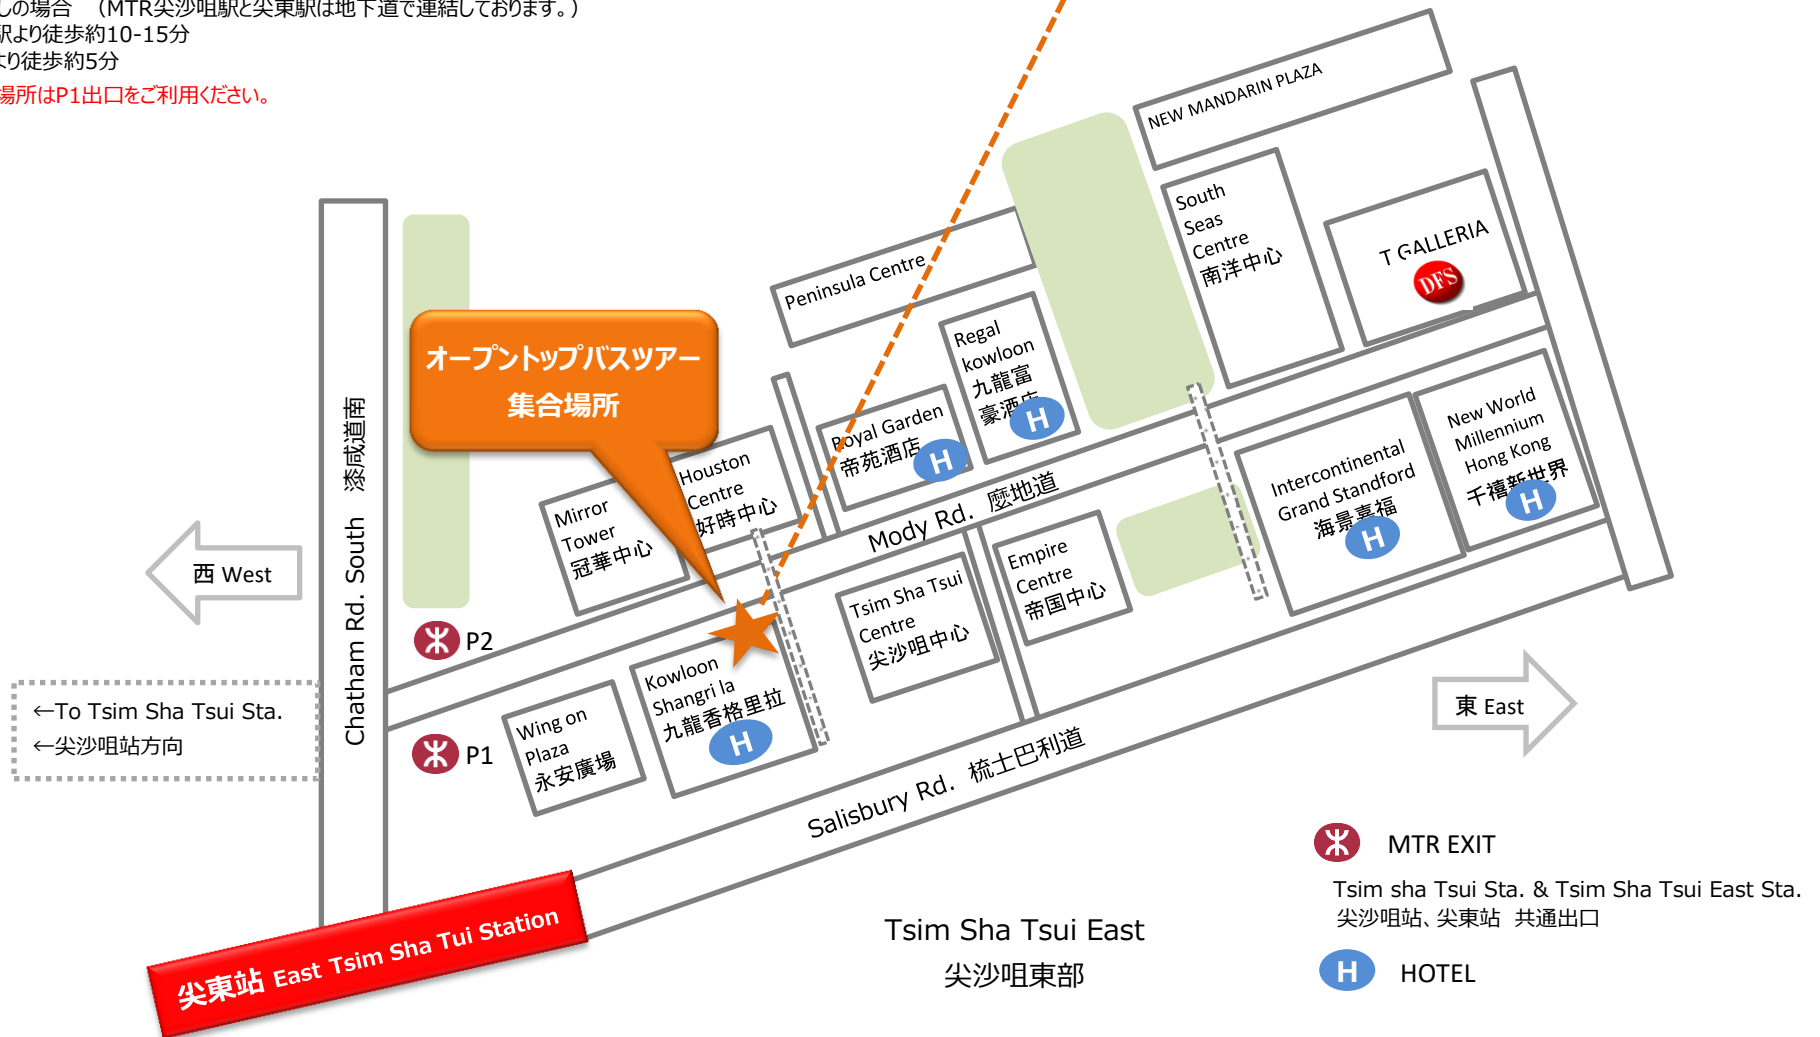 しの場合 （MTR尖沙咀駅と尖東駅は地下道で連結しております。）
駅より徒歩約10-15分
より徒歩約5分
場所はP1出口をご利用ください。
NEW MANDARIN PLAZA
South
Seas
Centre
南洋中心
T GALLERIA
DFS
Peninsula Centre
Regal
kowloon
九龍富
豪酒店
オープントップバスツアー
集合場所
Royal Garden
帝苑酒店
H
H
New World
Millennium
Hong Kong
千禧新世界
H
Intercontinental
Grand Standford
海景嘉福
H
Houston
Centre
好時中心
Mirror
Tower
冠華中心
Mody Rd. 麼地道
Empire
Centre
帝国中心
Tsim Sha Tsui
Centre
尖沙咀中心
Chatham Rd. South 漆咸道南
西 West
P2
Kowloon
Shangri la
九龍香格里拉
H
←To Tsim Sha Tsui Sta.
←尖沙咀站方向
P1
Wing on
Plaza
永安廣場
東 East
Salisbury Rd. 梳士巴利道
尖東站 East Tsim Sha Tui Station
Tsim Sha Tsui East
尖沙咀東部
MTR EXIT
Tsim sha Tsui Sta. & Tsim Sha Tsui East Sta.
尖沙咀站、尖東站 共通出口
H HOTEL